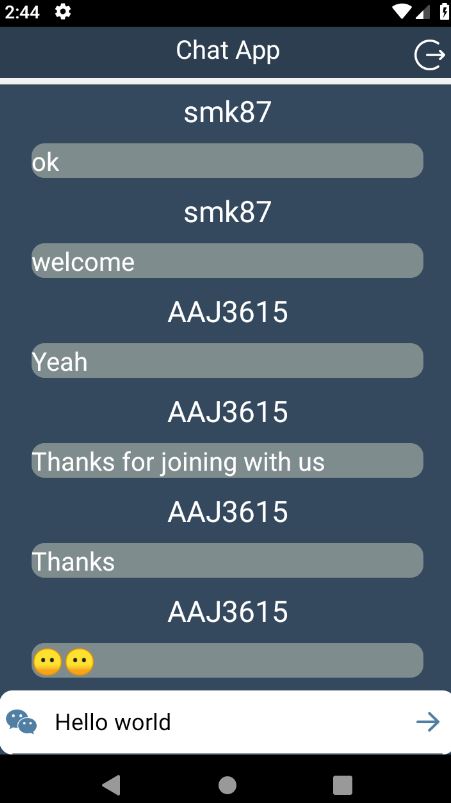 2:44
Chat App
smk87
ok
smk87
welcome
AAJ3615
Yeah
AAJ3615
Thanks for joining with us
AAJ3615
Thanks
AAJ3615
😶😶
Hello world